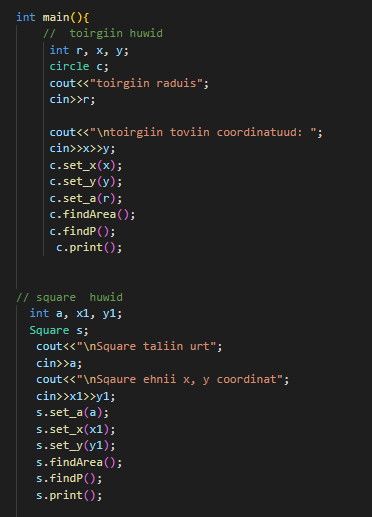 int main(){
// toirgiin huwid
int r, x, y;
circle c;
cout<<"toirgiin raduis";
cin>>r;
cout<<"\ntoirgiin toviin coordinatuud: ";
cin>>x>>y;
c.set_x(x);
c.set_y(y);
c.set_a(r);
c.findArea();
c.findP();
c.print();
// square  huwid
int a, x1, y1;
Square s;
cout<<"\nSquare taliin urt";
cin>>a;
cout<<"\nSqaure ehnii x, y coordinat";
cin>>x1>>y1;
s.set_a(a);
s.set_x(x1);
s.set_y(y1);
s.findArea();
s.findP();
s.print();